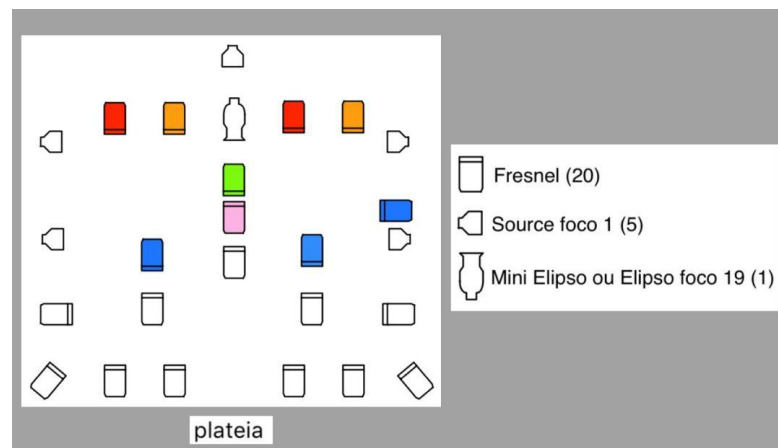 Fresnel (20)
Source foco 1 (5)
Mini Elipso ou Elipso foco 19 (1)
plateia